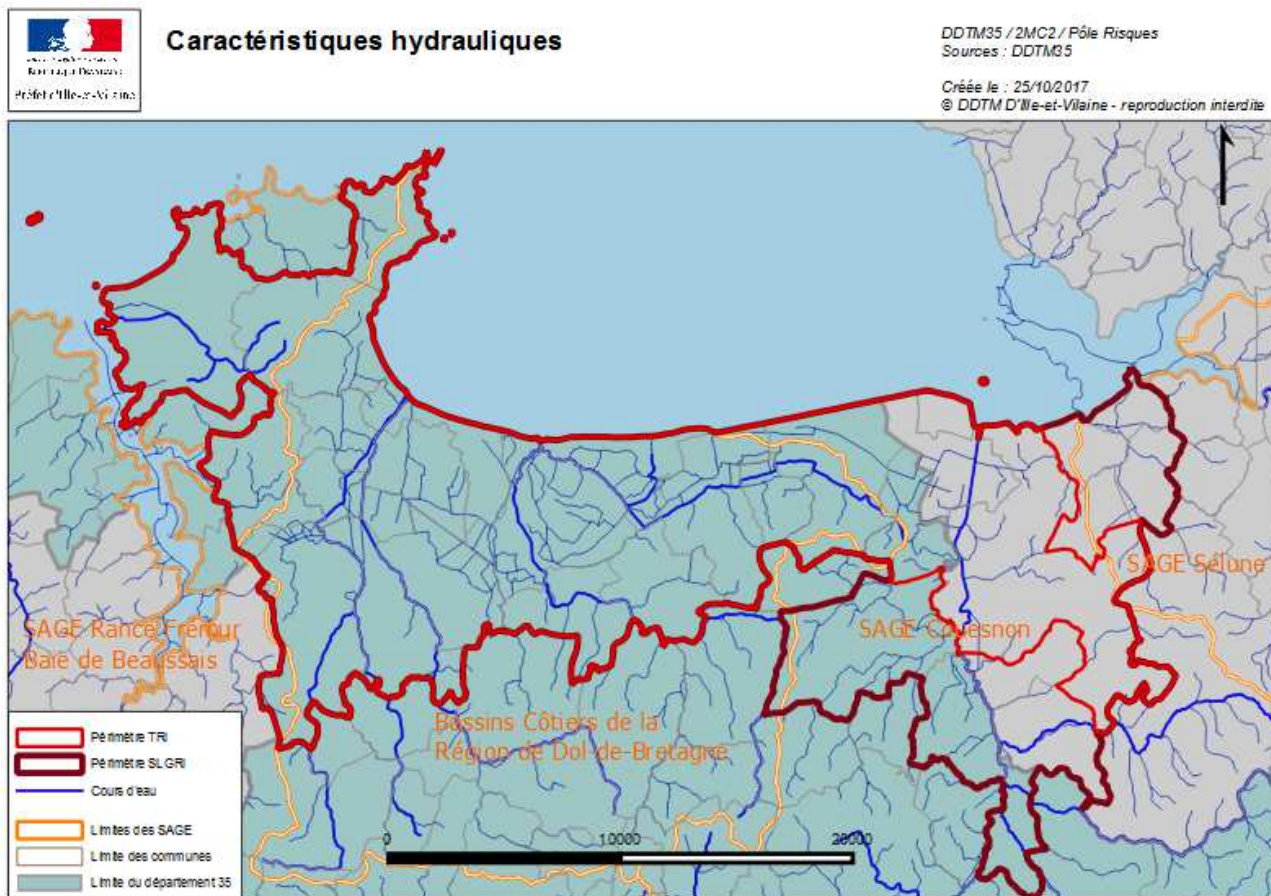 Caractéristiques hydrauliques
DDTM35 / 2MC2 / Pôle Risques
Sources : DDTM35
Créée le : 25/10/2017
© DDTM D'Ille-et-Vilaine - reproduction interdite
Préfet d'Ille-et-Vilaine
SAGE Sélune
SAGE Rance Frémur
Baie de Beaussais
SAGE Couesnon
Bassins Côtiers de la
Région de Dol-de-Bretagne
Périmètre TRI
Périmètre SLGRI
Cours d'eau
Limites des SAGE
Limite des communes
Limite du département 35
0 10000 20000